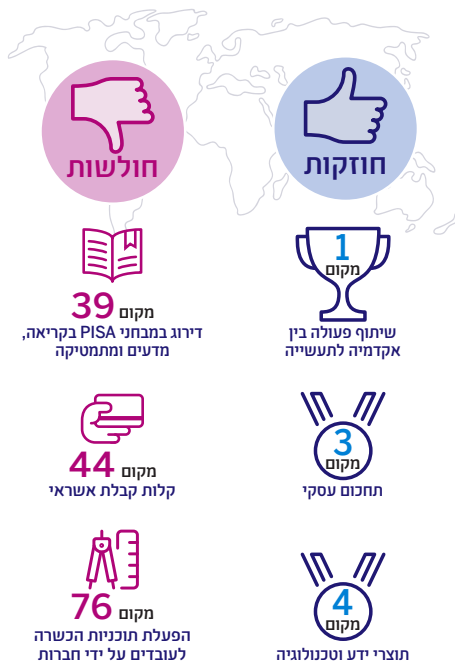 חוזקות
1
מקום
שיתוף פעולה בין
אקדמיה לתעשייה
3
מקום
תחכום עסקי
4
מקום
תוצרי ידע וטכנולוגיה
חולשות
מקום 39
דירוג במבחני PISA בקריאה,
מדעים ומתמטיקה
מקום 44
קלות קבלת אשראי
מקום 76
הפעלת תוכניות הכשרה
לעובדים על ידי חברות